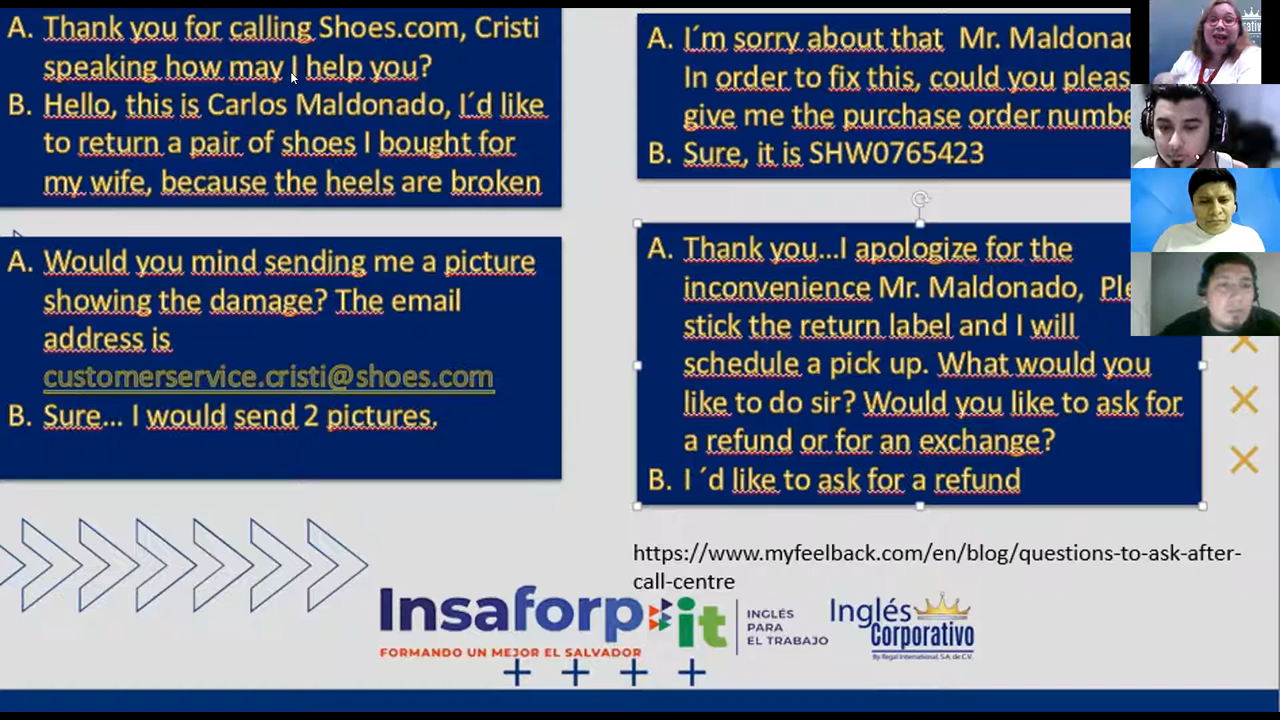 A. Thank you for calling Shoes.com, Cristi
speaking how may I help you?
B. Hello, this is Carlos Maldonado, I´d like
to return a pair of shoes I bought for
my wife, because the heels are broken
A. I´m sorry about that Mr.
In order to fix this, could you
give me the purchase order
B. Sure, it is SHW0765423
A. Would you mind sending me a picture
showing the damage? The email
address is
customerservice.cristi@shoes.com
B. Sure... I would send 2 pictures.
A. Thank you...I apologize for the
inconvenience Mr. Maldonado,
stick the return label and I will
schedule a pick up. What would you
like to do sir? Would you like to ask for
a refund or for an exchange?
B. I ´d like to ask for a refund
https://www.myfeelback.com/en/blog/questions-to-ask-after-
call-centre
Insaforp
FORMANDO UN MEJOR EL SALVADOR
it
INGLÉS
PARA
EL TRABAJO
Inglés
Corporativo
By Regal International, S.A. de C.V.